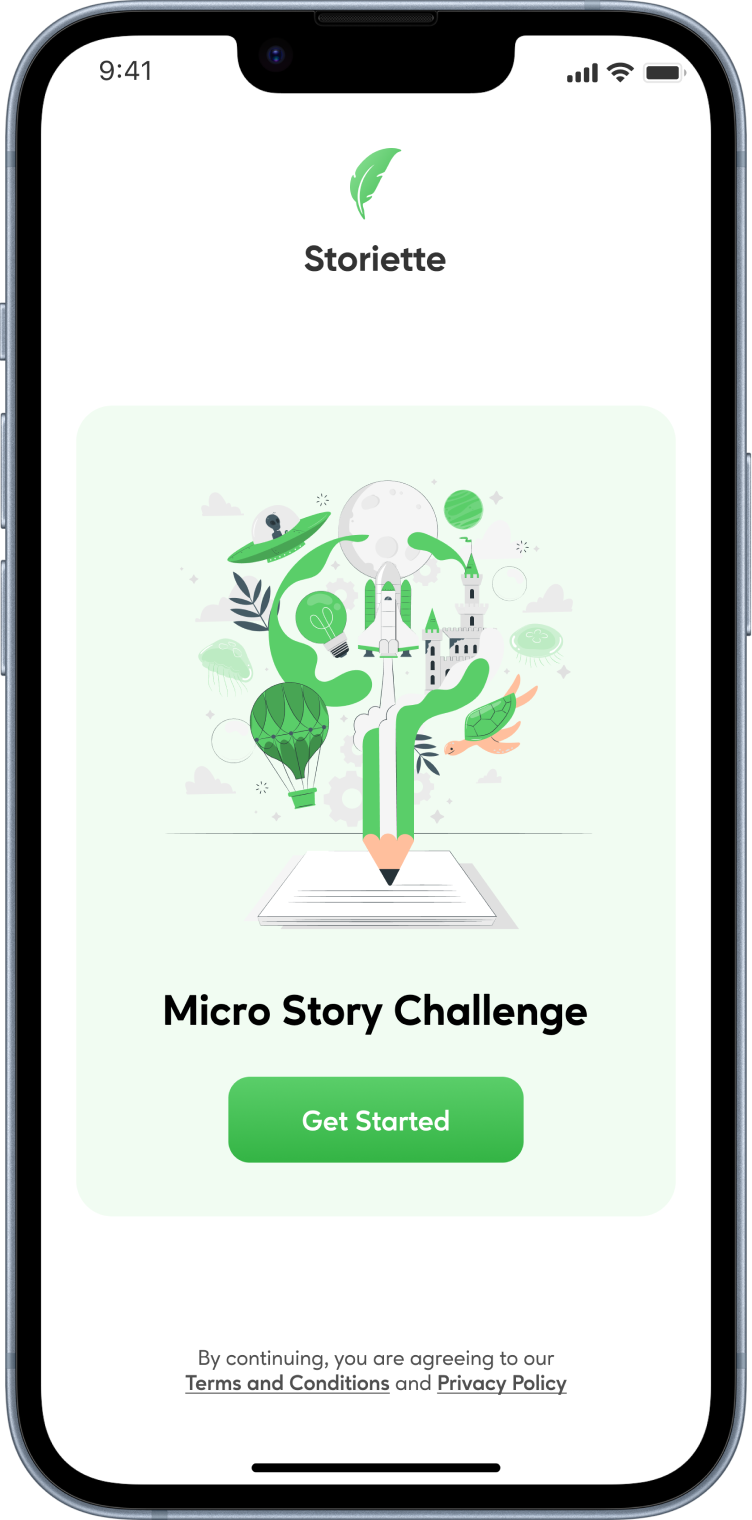 9:41
Storiette
Micro Story Challenge
Get Started
By continuing, you are agreeing to our
Terms and Conditions and Privacy Policy